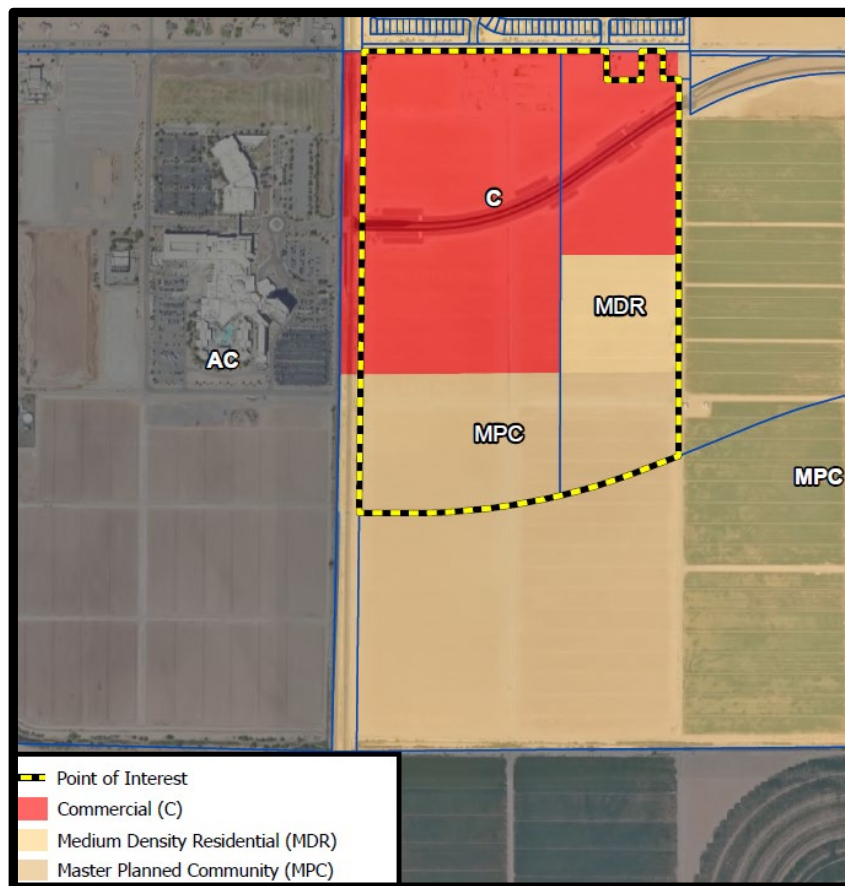 C
MDR
AC
MPC
MPC
Point of Interest
Commercial (C)
Medium Density Residential (MDR)
Master Planned Community (MPC)